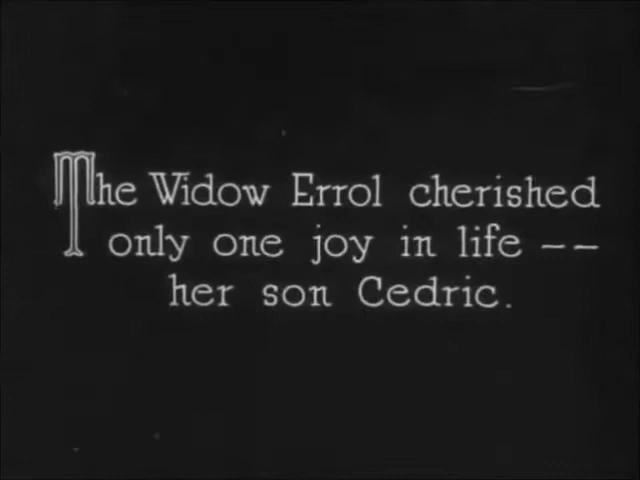 The Widow Errol cherished
only one joy in life --
her son Cedric.